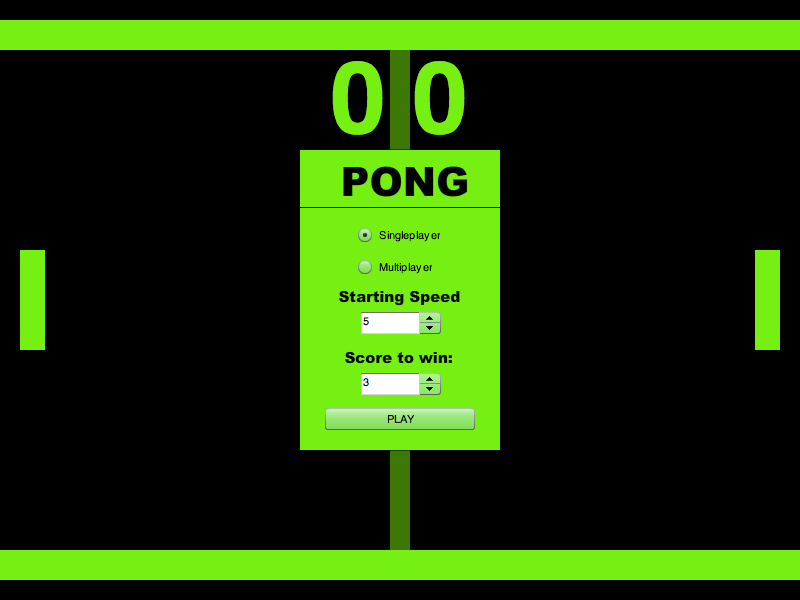 0 0
PONG
Singleplayer
Multiplayer
Starting Speed
5
Score to win:
3
PLAY